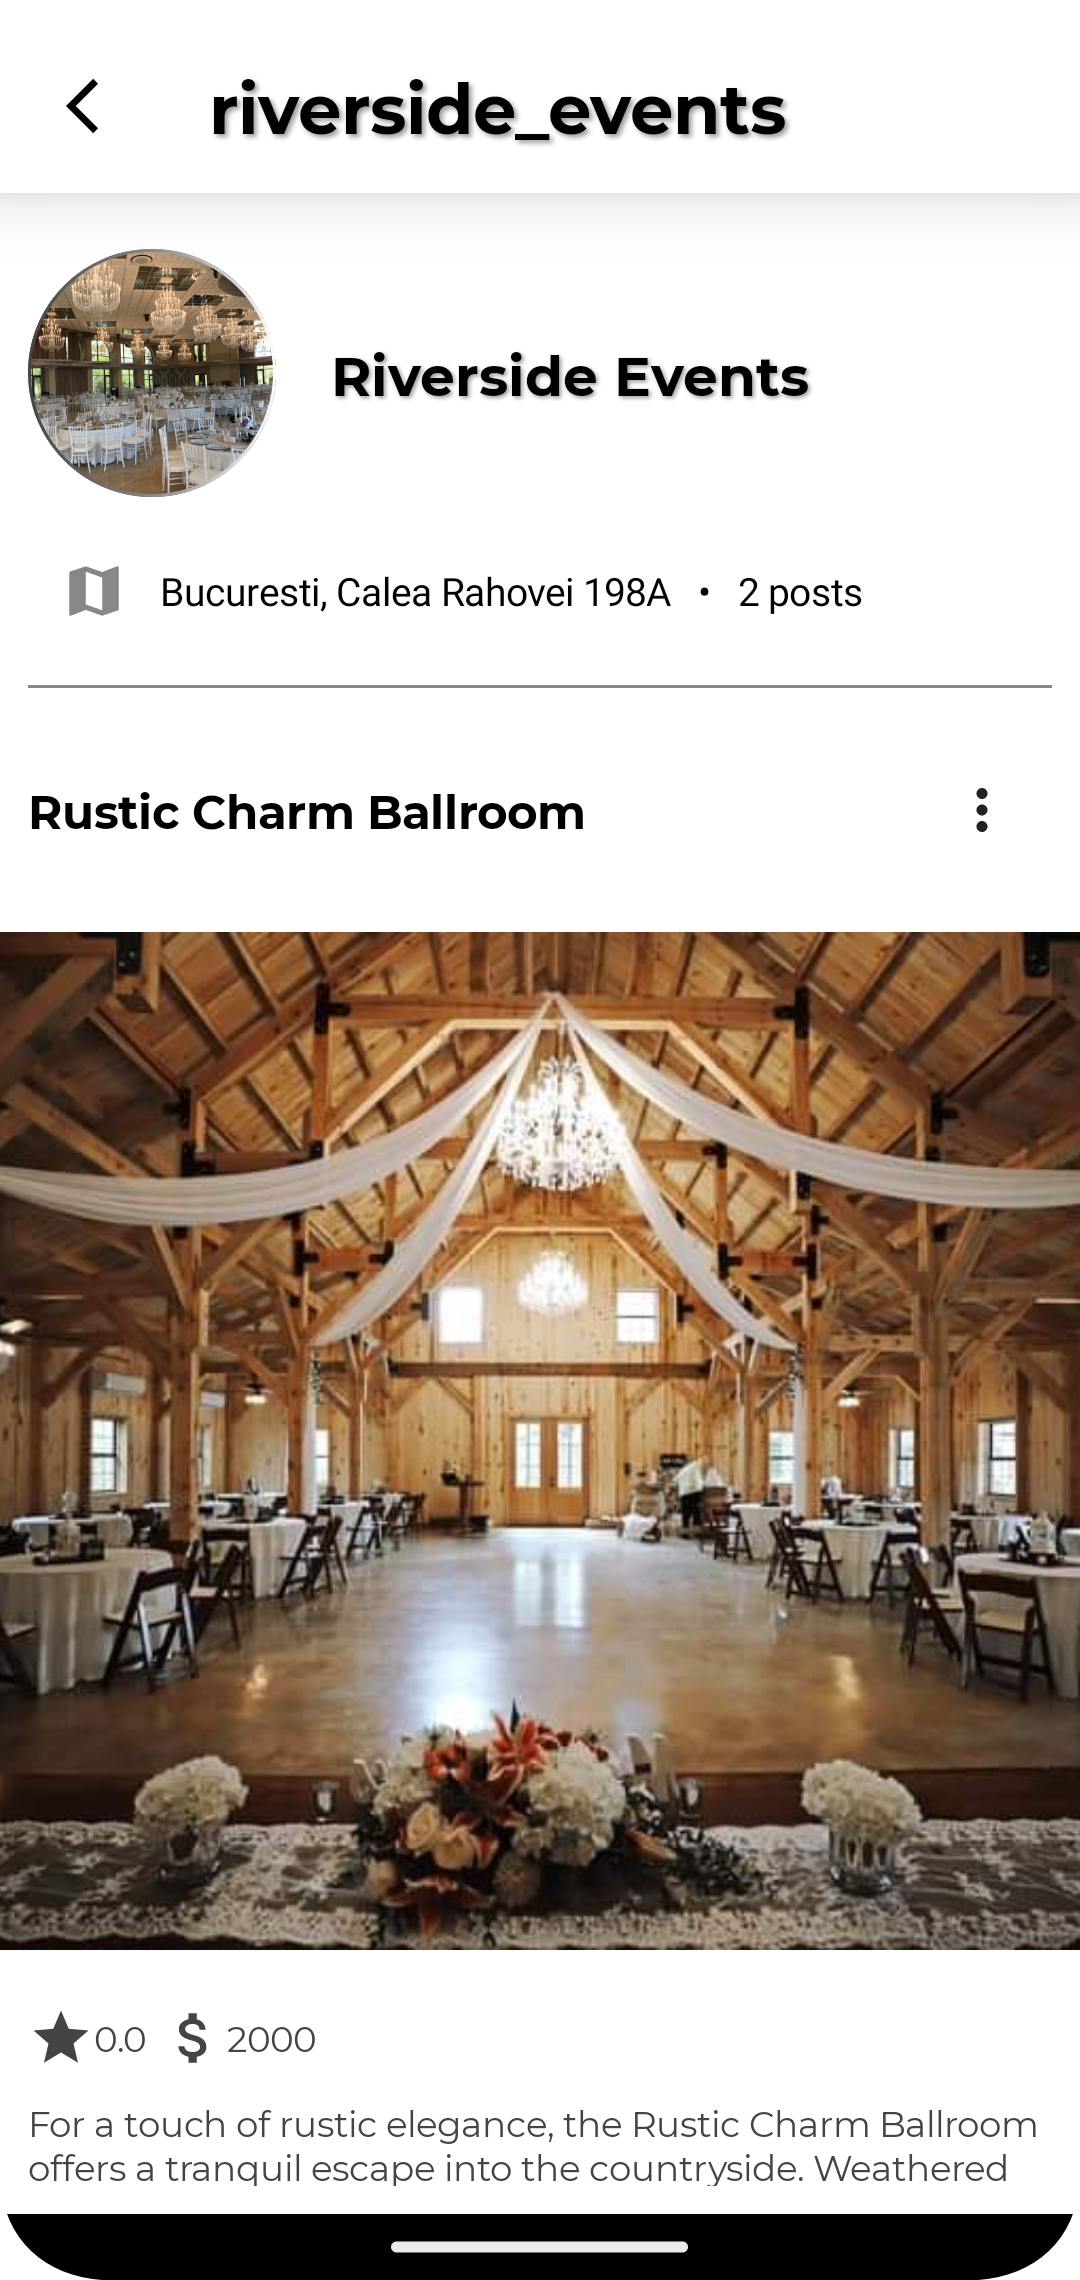 riverside_events
Riverside Events
Bucuresti, Calea Rahovei 198A • 2 posts
Rustic Charm Ballroom
0.0 $ 2000
For a touch of rustic elegance, the Rustic Charm Ballroom
offers a tranquil escape into the countryside. Weathered